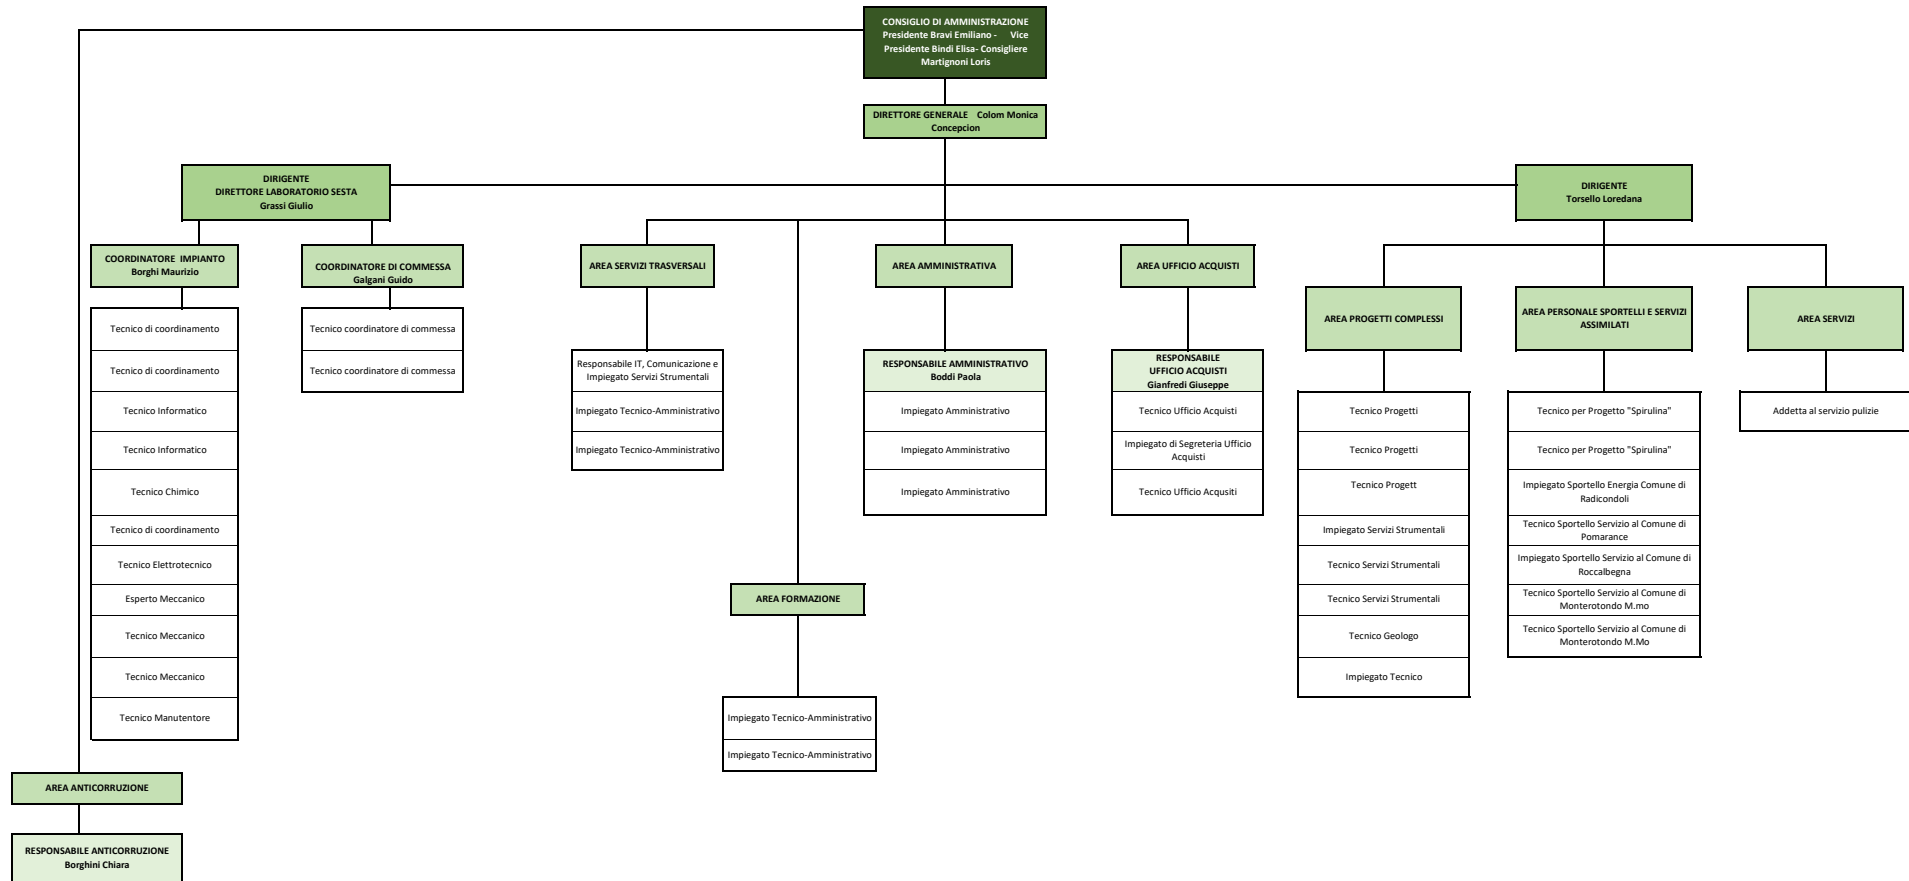 CONSIGLIO DI AMMINISTRAZIONE
Presidente Bravi Emiliano - Vice
Presidente Bindi Elisa- Consigliere
Martignoni Loris
DIRETTORE GENERALE Colom Monica
Concepcion
DIRIGENTE
DIRETTORE LABORATORIO SESTA
Grassi Giulio
DIRIGENTE
Torsello Loredana
COORDINATORE IMPIANTO
Borghi Maurizio
COORDINATORE DI COMMESSA
Galgani Guido
AREA SERVIZI TRASVERSALI
AREA AMMINISTRATIVA
AREA UFFICIO ACQUISTI
AREA PROGETTI COMPLESSI
AREA PERSONALE SPORTELLI E SERVIZI
ASSIMILATI
AREA SERVIZI
Tecnico di coordinamento
Tecnico di coordinamento
Tecnico Informatico
Tecnico Informatico
Tecnico Chimico
Tecnico di coordinamento
Tecnico Elettrotecnico
Esperto Meccanico
Tecnico Meccanico
Tecnico Meccanico
Tecnico Manutentore
Tecnico coordinatore di commessa
Tecnico coordinatore di commessa
Responsabile IT, Comunicazione e
Impiegato Servizi Strumentali
Impiegato Tecnico-Amministrativo
Impiegato Tecnico-Amministrativo
AREA FORMAZIONE
Impiegato Tecnico-Amministrativo
Impiegato Tecnico-Amministrativo
RESPONSABILE AMMINISTRATIVO
Boddi Paola
Impiegato Amministrativo
Impiegato Amministrativo
Impiegato Amministrativo
RESPONSABILE
UFFICIO ACQUISTI
Gianfredi Giuseppe
Tecnico Ufficio Acquisti
Impiegato di Segreteria Ufficio
Acquisti
Tecnico Ufficio Acqusiti
Tecnico Progetti
Tecnico Progetti
Tecnico Progett
Impiegato Servizi Strumentali
Tecnico Servizi Strumentali
Tecnico Servizi Strumentali
Tecnico Geologo
Impiegato Tecnico
Tecnico per Progetto "Spirulina"
Tecnico per Progetto "Spirulina"
Impiegato Sportello Energia Comune di
Radicondoli
Tecnico Sportello Servizio al Comune di
Pomarance
Impiegato Sportello Servizio al Comune di
Roccalbegna
Tecnico Sportello Servizio al Comune di
Monterotondo M.mo
Tecnico Sportello Servizio al Comune di
Monterotondo M.Mo
Addetta al servizio pulizie
AREA ANTICORRUZIONE
RESPONSABILE ANTICORRUZIONE
Borghini Chiara